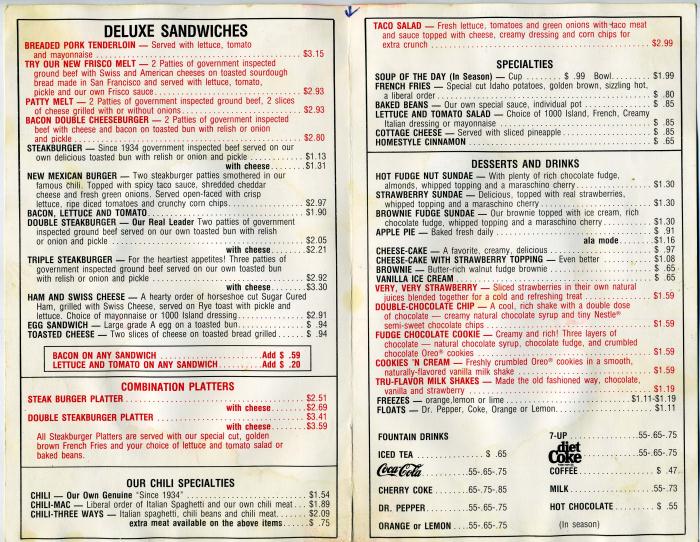 DELUXE SANDWICHES
BREADED PORK TENDERLOIN — Served with lettuce, tomato
and mayonnaise $3.15
TRY OUR NEW FRISCO MELT — 2 Patties of government inspected
ground beef with Swiss and American cheeses on toasted sourdough
bread made in San Francisco and served with lettuce, tomato,
pickle and our own Frisco sauce $2.93
PATTY MELT — 2 Patties of government inspected ground beef, 2 slices
of cheese grilled with or without onions $2.93
BACON DOUBLE CHEESEBURGER — 2 Patties of government inspected
beef with cheese and bacon on toasted bun with relish or onion
and pickle $2.80
STEAKBURGER — Since 1934 government inspected beef served on our
own delicious toasted bun with relish or onion and pickle $1.13
with cheese $1.31
NEW MEXICAN BURGER — Two steakburger patties smothered in our
famous chili. Topped with spicy taco sauce, shredded cheddar
cheese and fresh green onions. Served open-faced with crisp
lettuce, ripe diced tomatoes and crunchy corn chips $2.97
BACON, LETTUCE AND TOMATO $1.90
DOUBLE STEAKBURGER — Our Real Leader Two patties of government
inspected ground beef served on our own toasted bun with relish
or onion and pickle $2.05
with cheese $2.21
TRIPLE STEAKBURGER — For the heartiest appetites! Three patties of
government inspected ground beef served on our own toasted bun
with relish or onion and pickle $2.92
with cheese $3.30
HAM AND SWISS CHEESE — A hearty order of horseshoe cut Sugar Cured
Ham, grilled with Swiss Cheese, served on Rye toast with pickle and
lettuce. Choice of mayonnaise or 1000 Island dressing $2.91
EGG SANDWICH — Large grade A egg on a toasted bun $ .94
TOASTED CHEESE — Two slices of cheese on toasted bread grilled $ .94
BACON ON ANY SANDWICH Add $ .59
LETTUCE AND TOMATO ON ANY SANDWICH Add $ .20
COMBINATION PLATTERS
STEAK BURGER PLATTER $2.51
with cheese $2.69
DOUBLE STEAKBURGER PLATTER $3.41
with cheese $3.59
All Steakburger Platters are served with our special cut, golden
brown French Fries and your choice of lettuce and tomato salad or
baked beans.
OUR CHILI SPECIALTIES
CHILI — Our Own Genuine "Since 1934" $1.54
CHILI-MAC — Liberal order of Italian Spaghetti and our own chili meat $1.89
CHILI-THREE WAYS — Italian spaghetti, chili beans and chili meat $2.09
extra meat available on the above items $ .75
TACO SALAD — Fresh lettuce, tomatoes and green onions with taco meat
and sauce topped with cheese, creamy dressing and corn chips for
extra crunch $2.99
SPECIALTIES
SOUP OF THE DAY (In Season) — Cup $ .99 Bowl $1.99
FRENCH FRIES — Special cut Idaho potatoes, golden brown, sizzling hot,
a liberal order $ .80
BAKED BEANS — Our own special sauce, individual pot $ .85
LETTUCE AND TOMATO SALAD — Choice of 1000 Island, French, Creamy
Italian dressing or mayonnaise $ .85
COTTAGE CHEESE — Served with sliced pineapple $ .85
HOMESTYLE CINNAMON $ .65
DESSERTS AND DRINKS
HOT FUDGE NUT SUNDAE — With plenty of rich chocolate fudge,
almonds, whipped topping and a maraschino cherry $1.30
STRAWBERRY SUNDAE — Delicious, topped with real strawberries,
whipped topping and a maraschino cherry $1.30
BROWNIE FUDGE SUNDAE — Our brownie topped with ice cream, rich
chocolate fudge, whipped topping and a maraschino cherry $1.30
APPLE PIE — Baked fresh daily $ .91
ala mode $1.16
CHEESE-CAKE — A favorite, creamy, delicious $ .97
CHEESE-CAKE WITH STRAWBERRY TOPPING — Even better $1.08
BROWNIE — Butter-rich walnut fudge brownie $ .65
VANILLA ICE CREAM $ .65
VERY, VERY STRAWBERRY — Sliced strawberries in their own natural
juices blended together for a cold and refreshing treat $1.59
DOUBLE-CHOCOLATE CHIP — A cool, rich shake with a double dose
of chocolate — creamy natural chocolate syrup and tiny Nestle®
semi-sweet chocolate chips $1.59
FUDGE CHOCOLATE COOKIE — Creamy and rich! Three layers of
chocolate — natural chocolate syrup, chocolate fudge, and crumbled
chocolate Oreo® cookies $1.59
COOKIES 'N CREAM — Freshly crumbled Oreo® cookies in a smooth,
naturally-flavored vanilla milk shake $1.59
TRU-FLAVOR MILK SHAKES — Made the old fashioned way, chocolate,
vanilla and strawberry $1.19
FREEZES — orange, lemon or lime $1.11-$1.19
FLOATS — Dr. Pepper, Coke, Orange or Lemon $1.11
FOUNTAIN DRINKS
ICED TEA $ .65
Coca-Cola .55-.65-.75
CHERRY COKE .65-.75-.85
DR. PEPPER .55-.65-.75
ORANGE or LEMON .55-.65-.75
7-UP .55-.65-.75
diet Coke .55-.65-.75
COFFEE $ .47
MILK .55-.73
HOT CHOCOLATE $ .55
(In season)